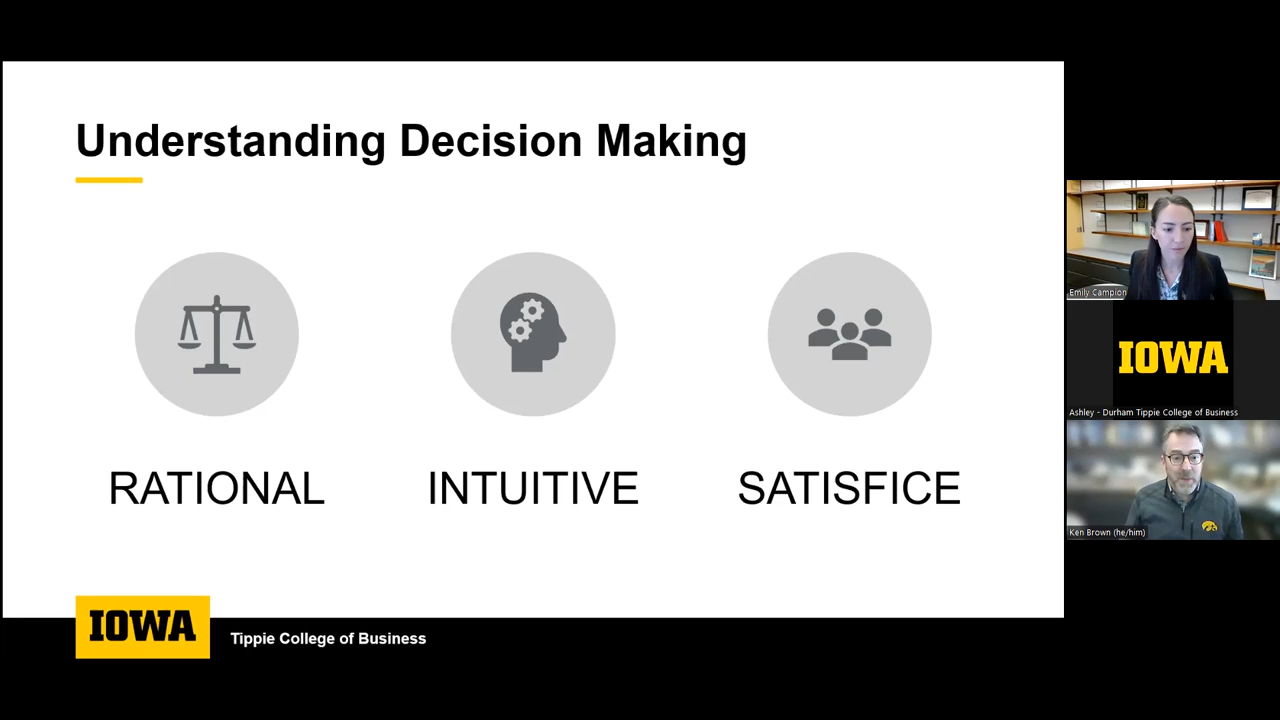 Understanding Decision Making
RATIONAL
INTUITIVE
SATISFICE
IOWA
Tippie College of Business
Emily Campion
IOWA
Ashley - Durham Tippie College of Business
Ken Brown (he/him)